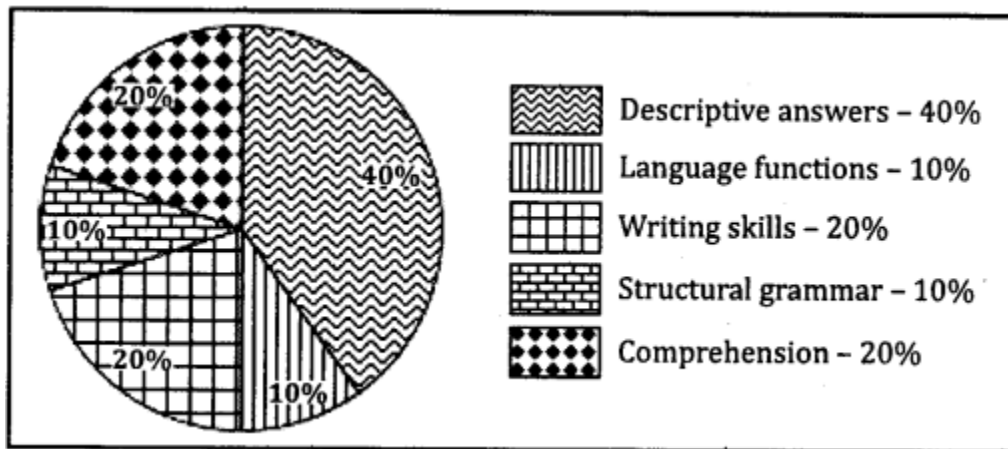 20%
40%
10%
20%
10%
Descriptive answers – 40%
Language functions – 10%
Writing skills – 20%
Structural grammar – 10%
Comprehension – 20%